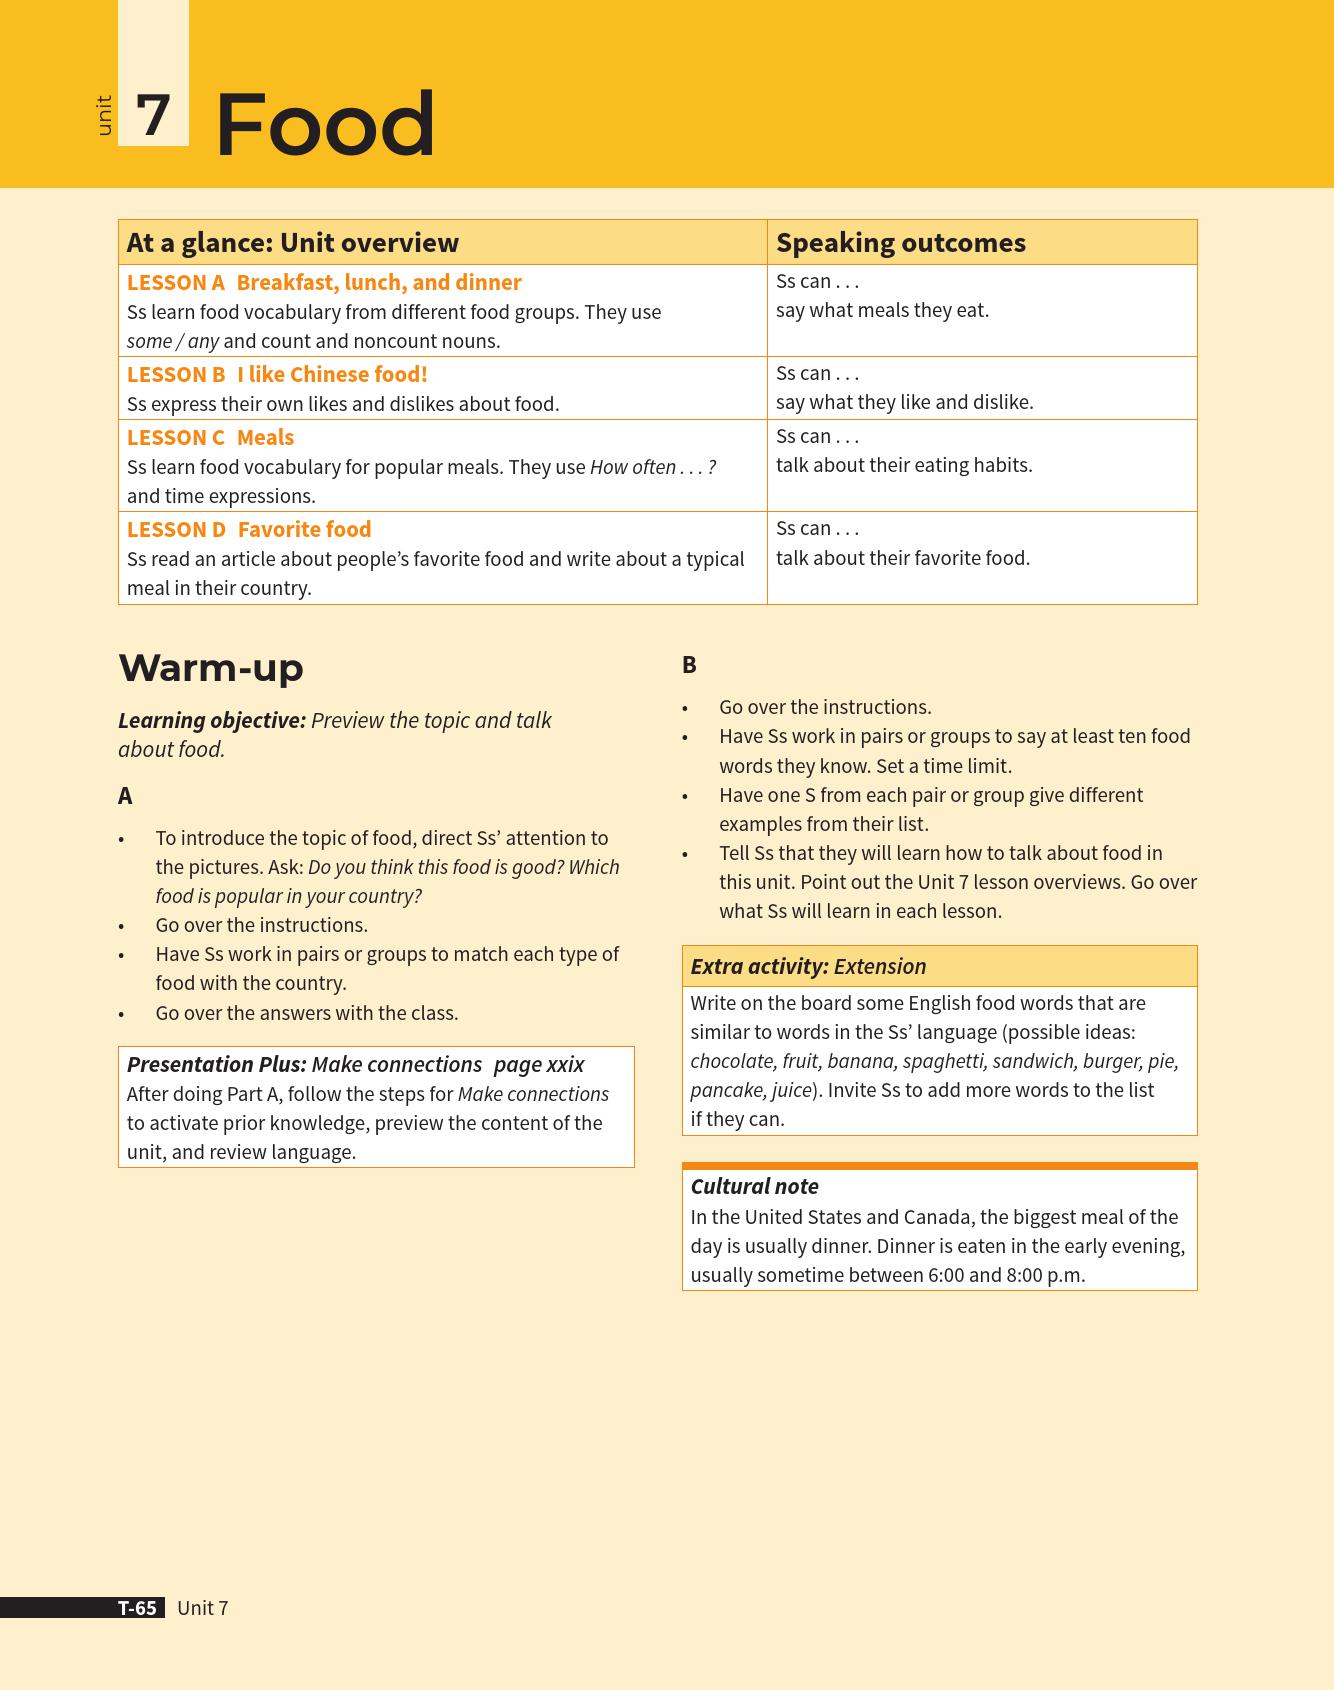 unit
7
Food
At a glance: Unit overview
Speaking outcomes
LESSON A Breakfast, lunch, and dinner
Ss learn food vocabulary from different food groups. They use
some / any and count and noncount nouns.
Ss can . . .
say what meals they eat.
LESSON B I like Chinese food!
Ss express their own likes and dislikes about food.
Ss can . . .
say what they like and dislike.
LESSON C Meals
Ss learn food vocabulary for popular meals. They use How often . . . ?
and time expressions.
Ss can . . .
talk about their eating habits.
LESSON D Favorite food
Ss read an article about people’s favorite food and write about a typical
meal in their country.
Ss can . . .
talk about their favorite food.
Warm-up
Learning objective: Preview the topic and talk
about food.
A
• To introduce the topic of food, direct Ss’ attention to
the pictures. Ask: Do you think this food is good? Which
food is popular in your country?
• Go over the instructions.
• Have Ss work in pairs or groups to match each type of
food with the country.
• Go over the answers with the class.
Presentation Plus: Make connections page xxix
After doing Part A, follow the steps for Make connections
to activate prior knowledge, preview the content of the
unit, and review language.
B
• Go over the instructions.
• Have Ss work in pairs or groups to say at least ten food
words they know. Set a time limit.
• Have one S from each pair or group give different
examples from their list.
• Tell Ss that they will learn how to talk about food in
this unit. Point out the Unit 7 lesson overviews. Go over
what Ss will learn in each lesson.
Extra activity: Extension
Write on the board some English food words that are
similar to words in the Ss’ language (possible ideas:
chocolate, fruit, banana, spaghetti, sandwich, burger, pie,
pancake, juice). Invite Ss to add more words to the list
if they can.
Cultural note
In the United States and Canada, the biggest meal of the
day is usually dinner. Dinner is eaten in the early evening,
usually sometime between 6:00 and 8:00 p.m.
T-65 Unit 7